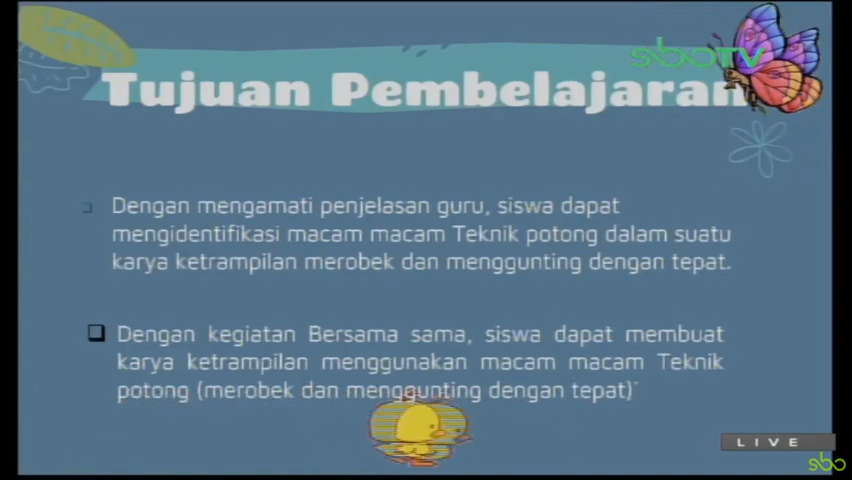 sbo TV
Tujuan Pembelajaran
Dengan mengamati penjelasan guru, siswa dapat
mengidentifikasi macam macam Teknik potong dalam suatu
karya ketrampilan merobek dan menggunting dengan tepat.
Dengan kegiatan Bersama sama, siswa dapat membuat
karya ketrampilan menggunakan macam macam Teknik
potong (merobek dan menggunting dengan tepat)
LIVE
sbo